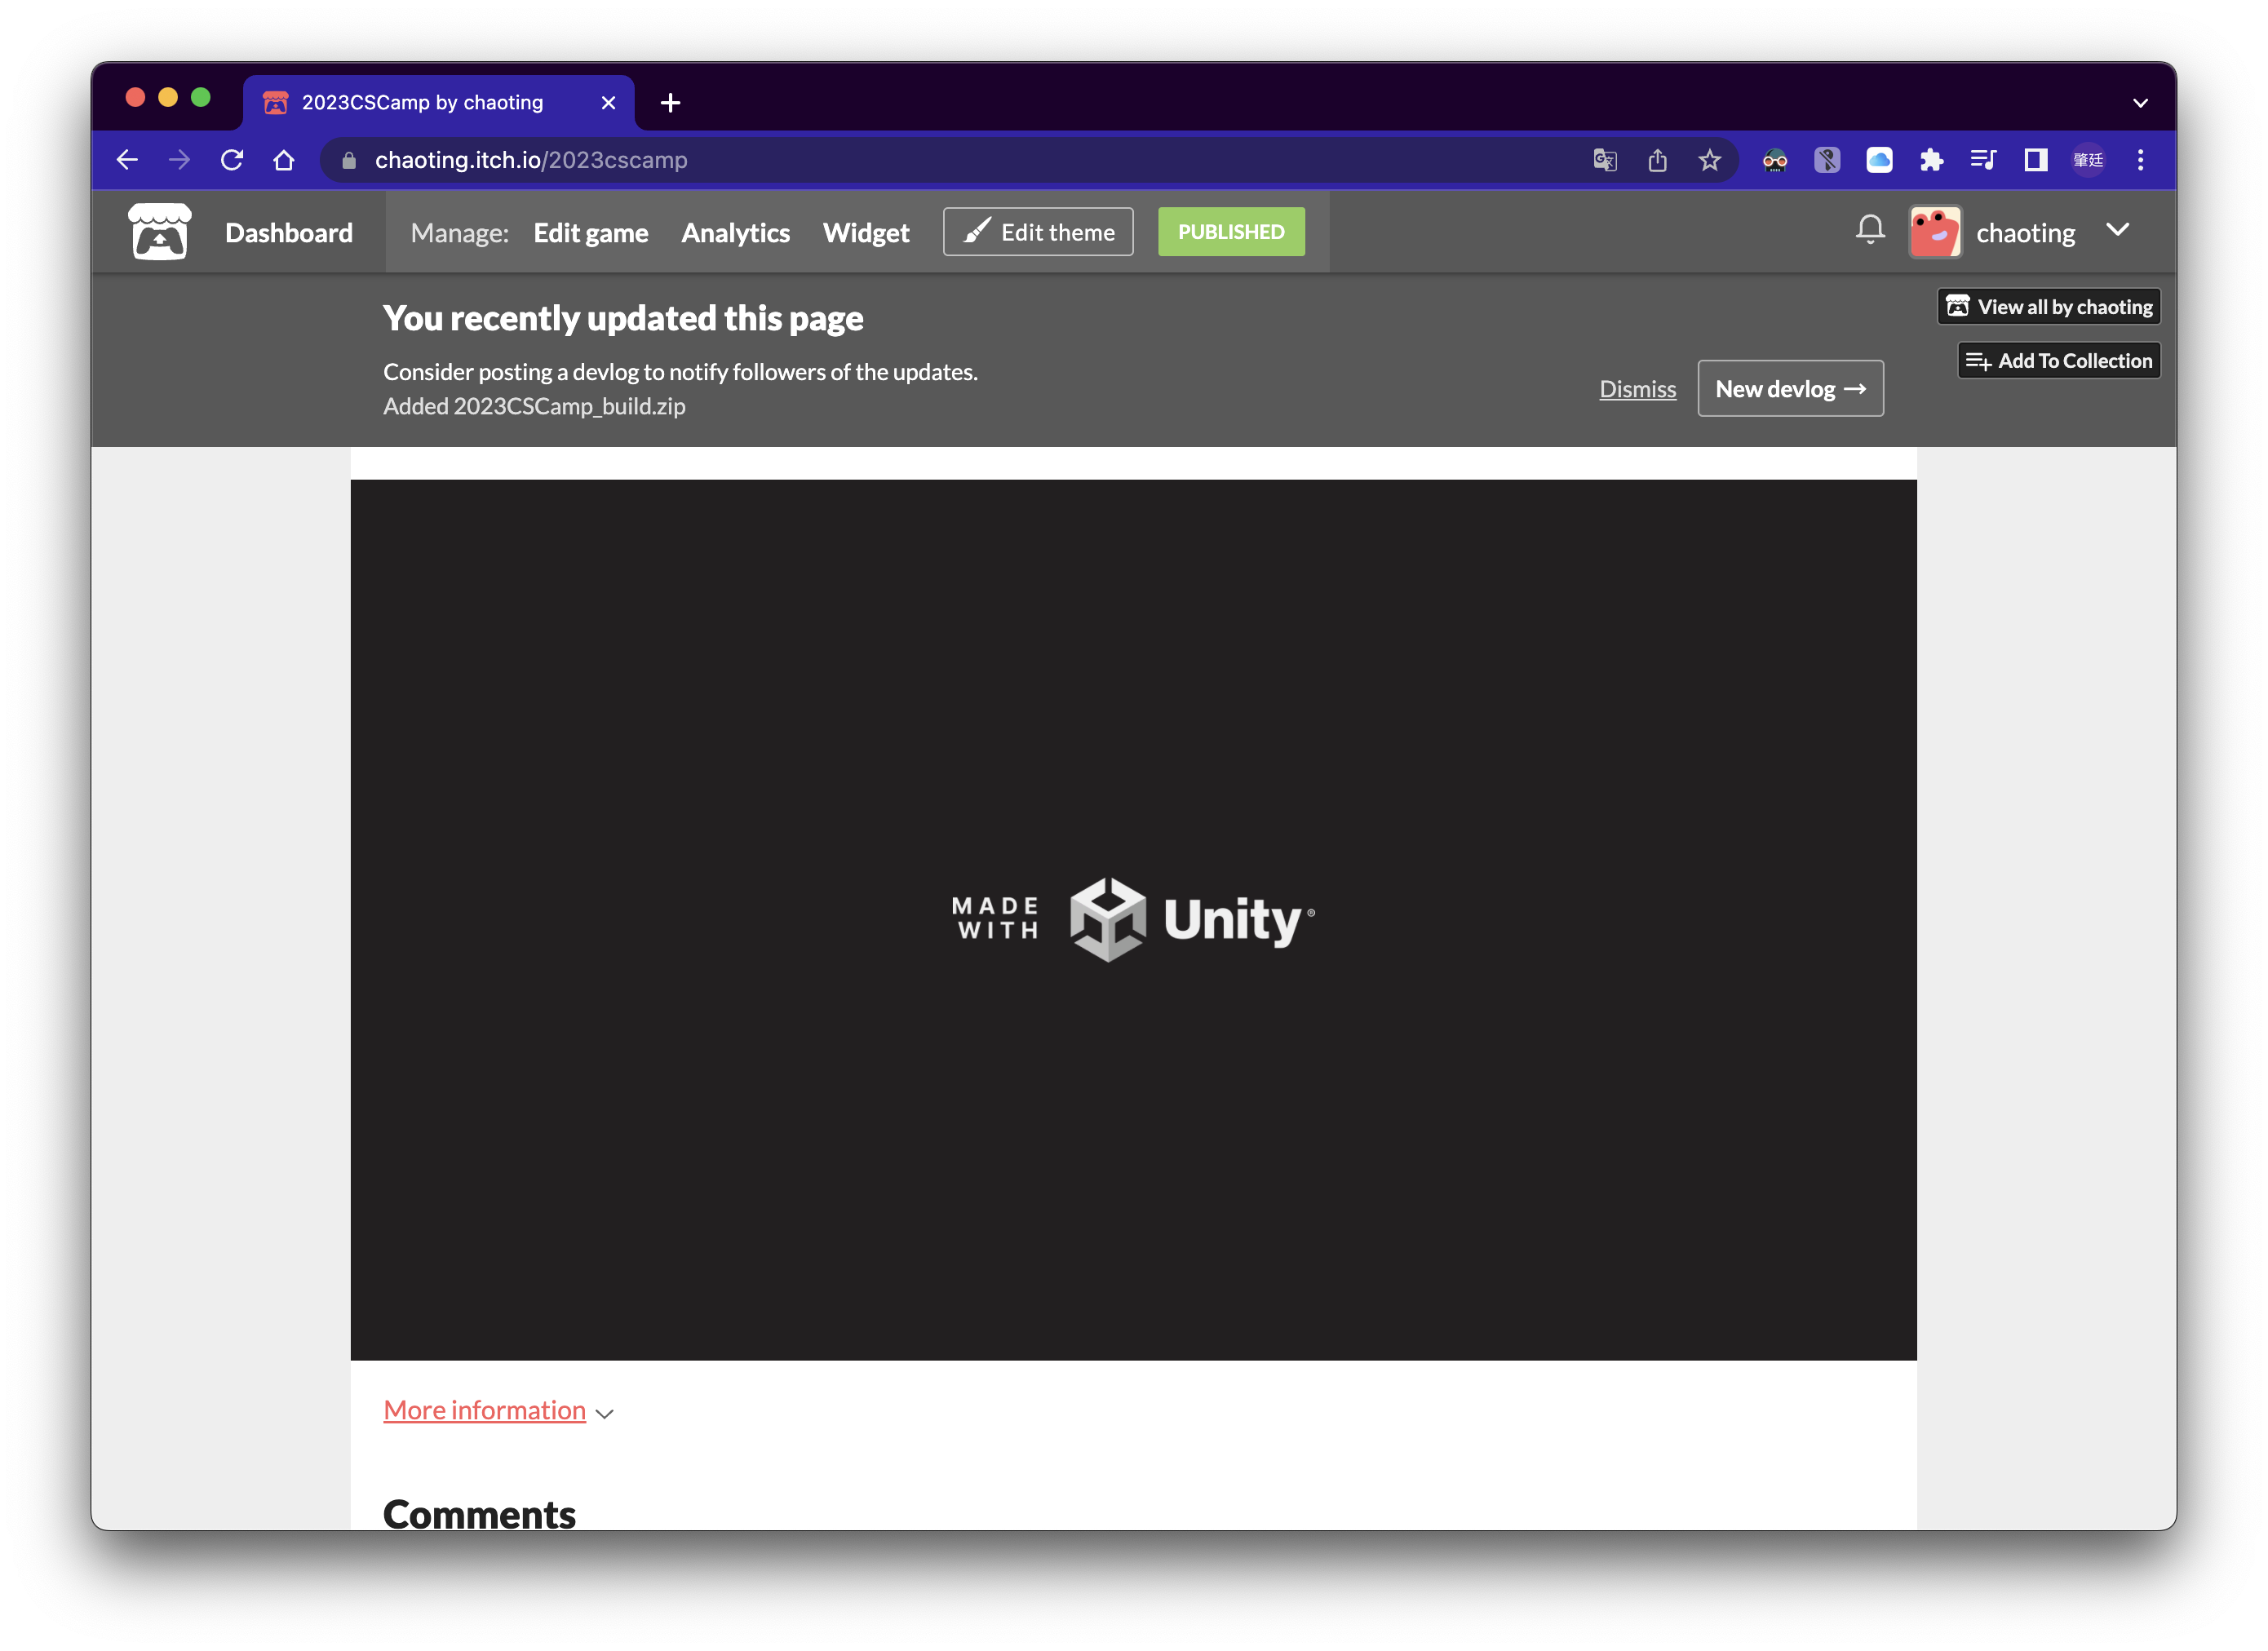 2023CSCamp by chaoting
chaoting.itch.io/2023cscamp
肇廷
Dashboard
Manage: Edit game Analytics Widget Edit theme PUBLISHED
chaoting
You recently updated this page
View all by chaoting
Consider posting a devlog to notify followers of the updates.
Add To Collection
Added 2023CSCamp_build.zip
Dismiss
New devlog →
MADE
WITH
Unity®
More information
Comments